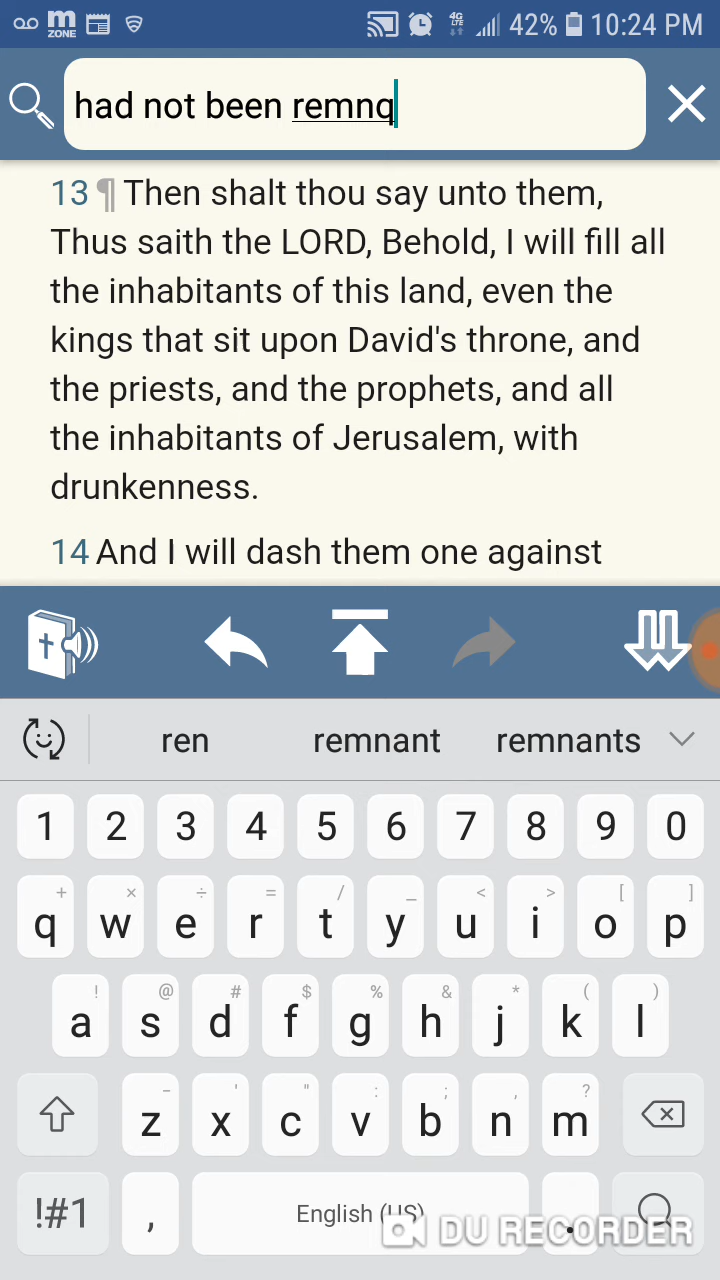 m ZONE 4G LTE 42% 10:24 PM
had not been remnq
13 ¶ Then shalt thou say unto them,
Thus saith the LORD, Behold, I will fill all
the inhabitants of this land, even the
kings that sit upon David's throne, and
the priests, and the prophets, and all
the inhabitants of Jerusalem, with
drunkenness.
14 And I will dash them one against
ren remnant remnants
1 2 3 4 5 6 7 8 9 0
+ × ÷ = / _ < > [ ]
q w e r t y u i o p
! @ # $ % & * ( )
a s d f g h j k l
- ' " : ; , ?
z x c v b n m
!#1 , English (US) .
DU RECORDER